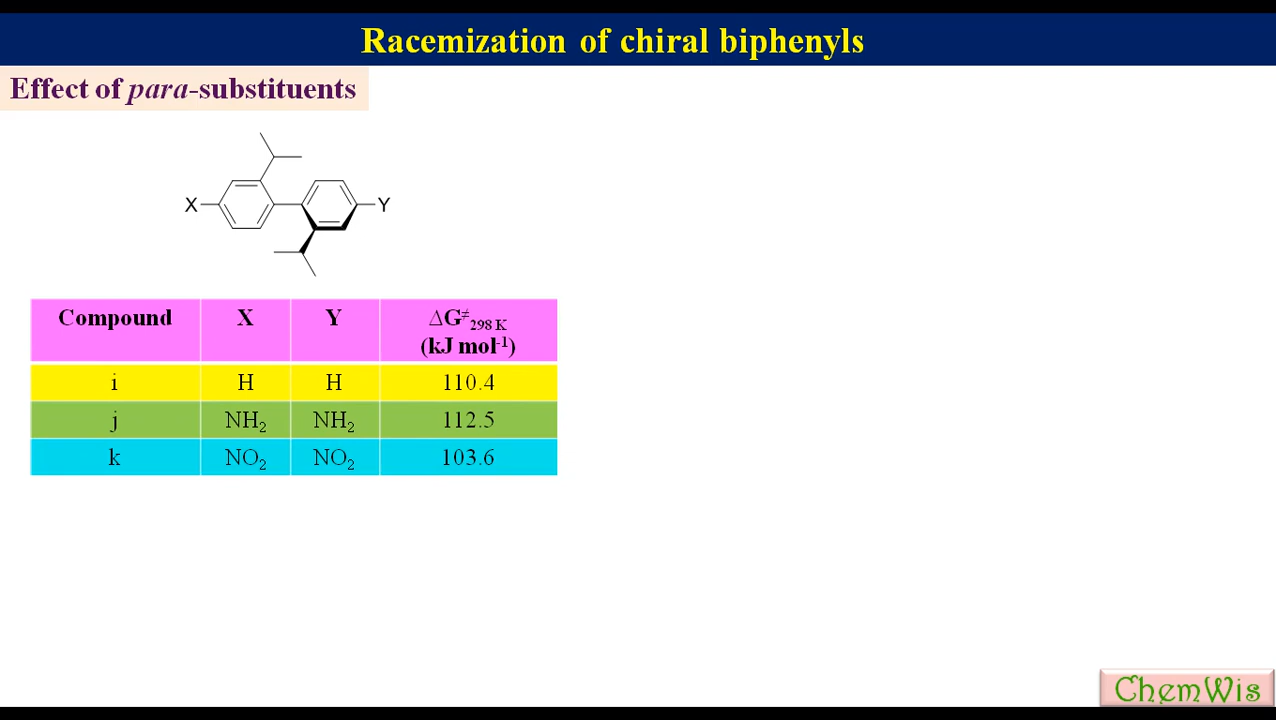 Racemization of chiral biphenyls
Effect of para-substituents
X
Y
Compound X Y ΔG≠298 K
(kJ mol-1)
i H H 110.4
j NH2 NH2 112.5
k NO2 NO2 103.6
ChemWis